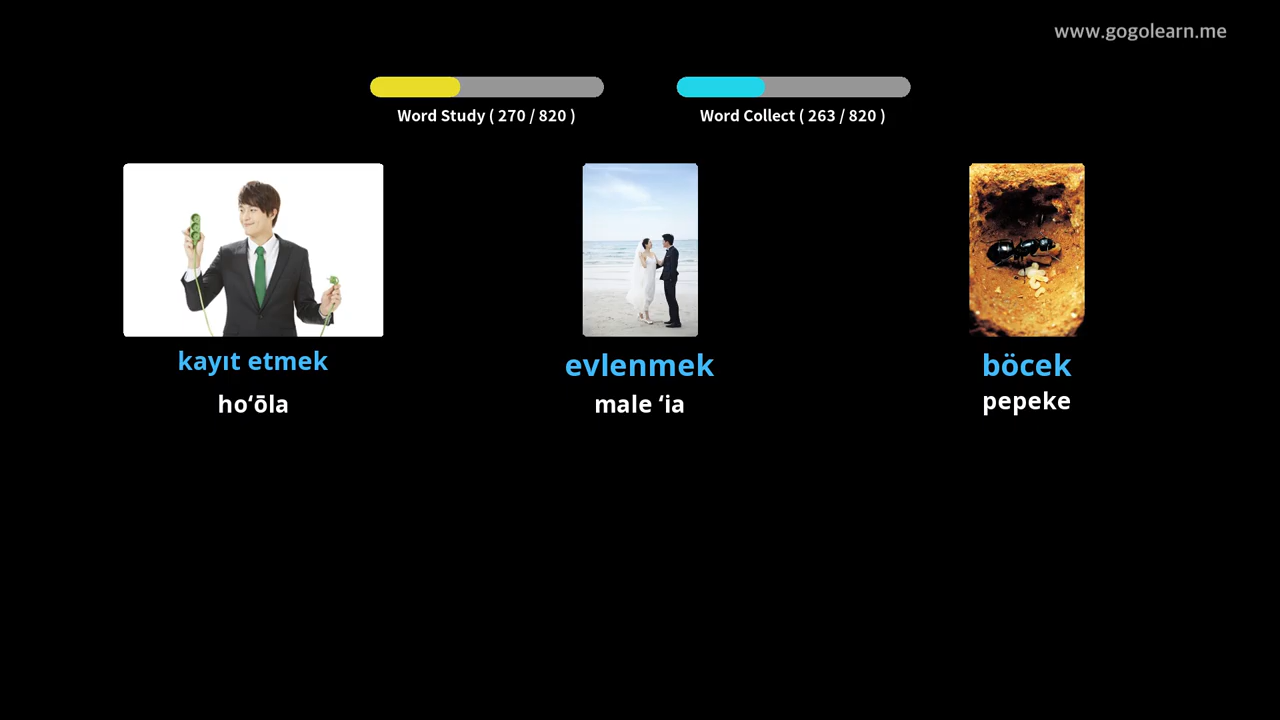 www.gogolearn.me
Word Study ( 270 / 820 )
Word Collect ( 263 / 820 )
kayıt etmek
evlenmek
böcek
hoʻōla
male ʻia
pepeke